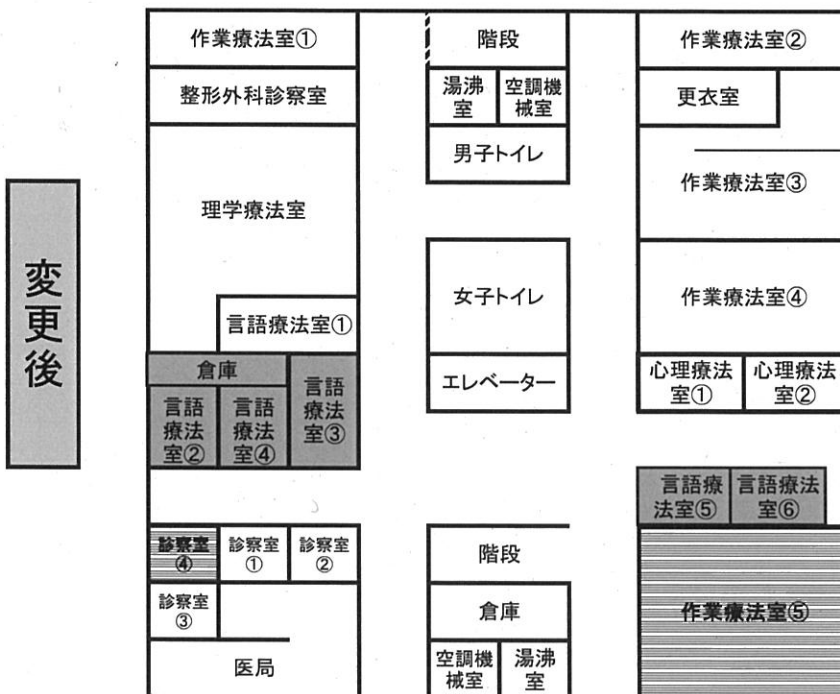 変更後
作業療法室①
整形外科診察室
理学療法室
言語療法室①
倉庫
言語
療法
室②
言語
療法
室④
言語
療法
室③
診察室
④
診察室
①
診察室
②
診察室
③
医局
階段
湯沸
室
空調機
械室
男子トイレ
女子トイレ
エレベーター
階段
倉庫
空調機
械室
湯沸
室
作業療法室②
更衣室
作業療法室③
作業療法室④
心理療法
室①
心理療法
室②
言語療
法室⑤
言語療法
室⑥
作業療法室⑤